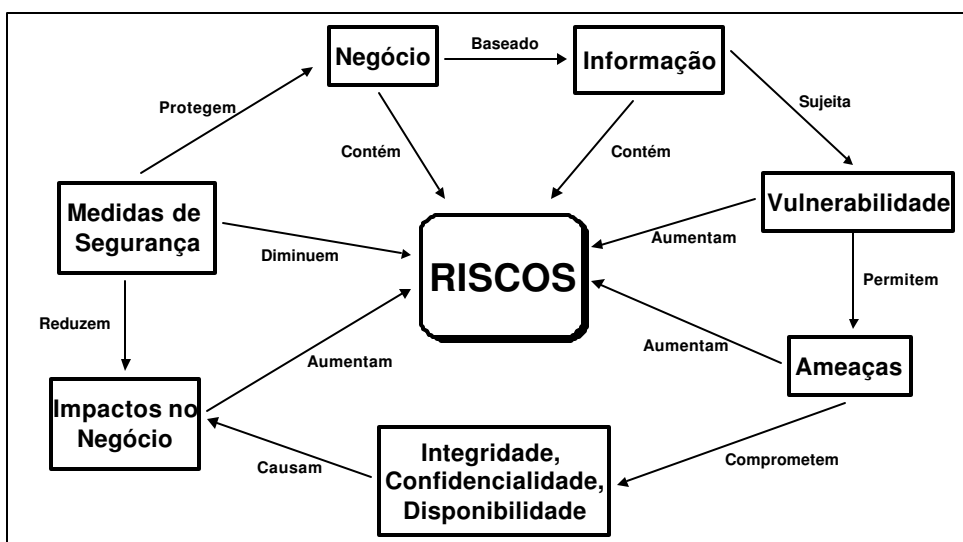 Negócio
Baseado
Informação
Protegem
Sujeita
Contém
Contém
Medidas de
Segurança
Vulnerabilidade
Diminuem
RISCOS
Aumentam
Permitem
Reduzem
Aumentam
Aumentam
Ameaças
Impactos no
Negócio
Causam
Integridade,
Confidencialidade,
Disponibilidade
Comprometem